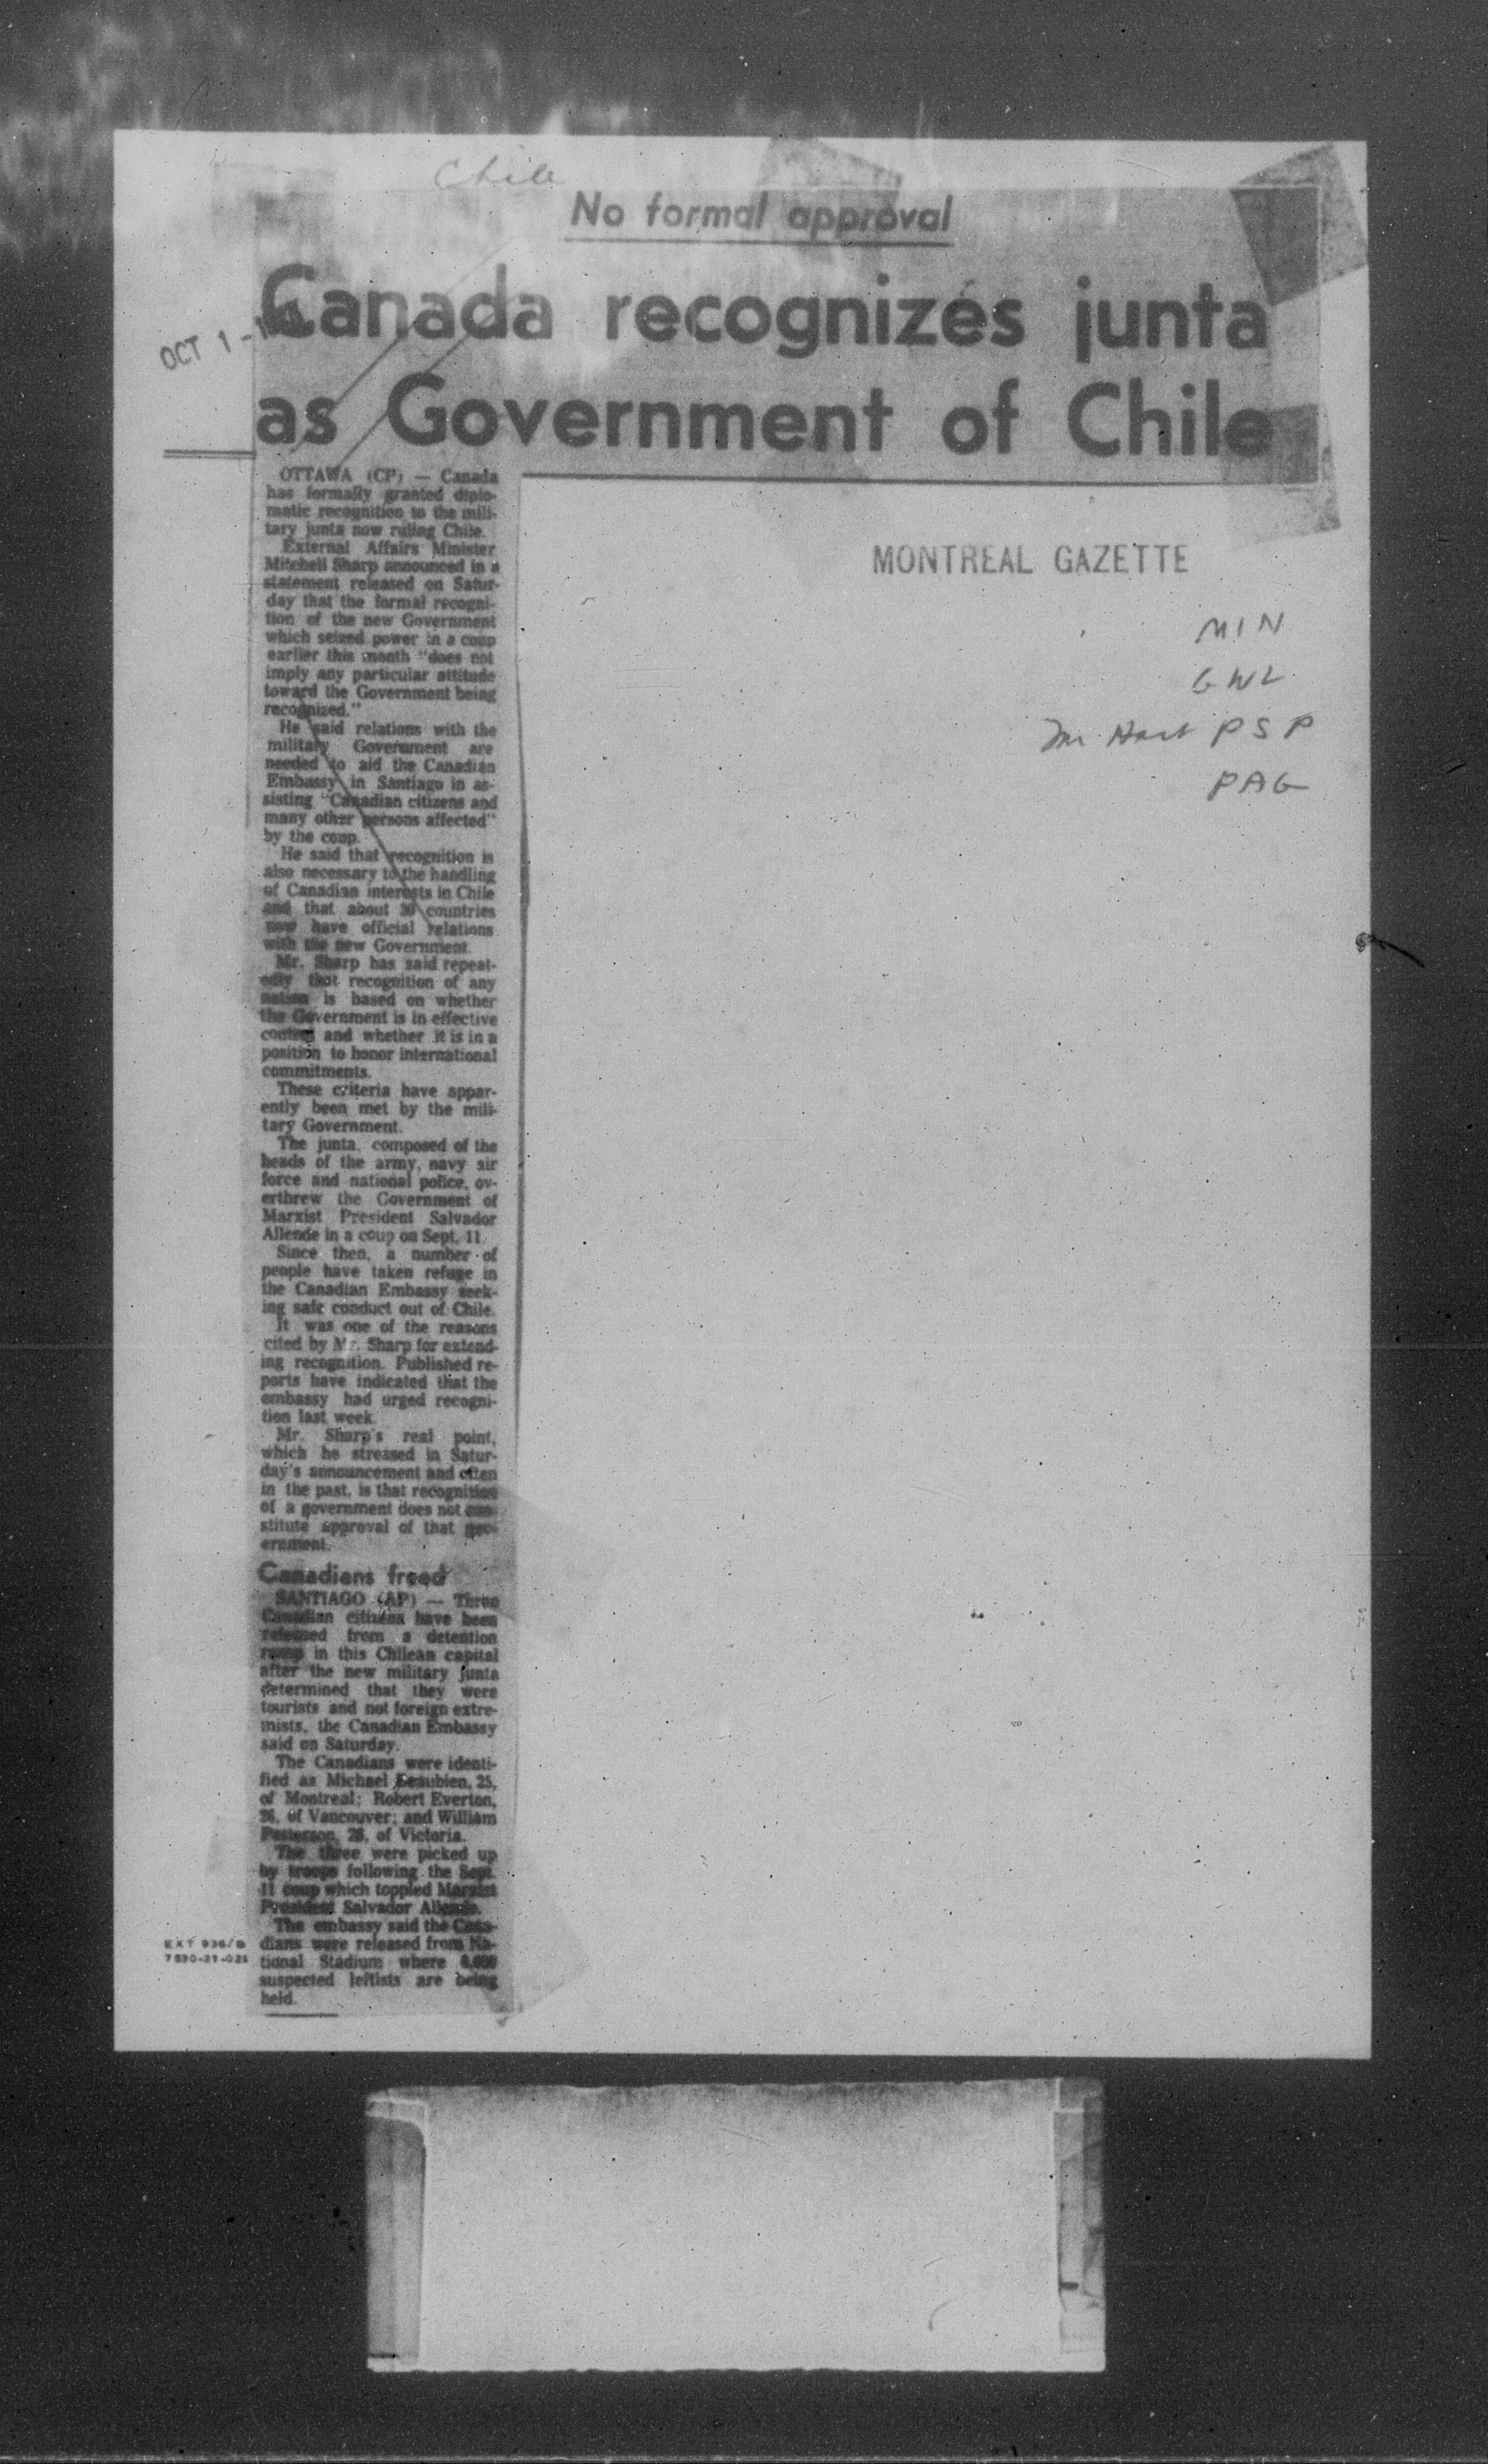 Chile
No formal approval
Canada recognizes junta
OCT 1 -
as Government of Chile
OTTAWA (CP) — Canada
has formally granted diplo-
matic recognition to the mili-
tary junta now ruling Chile.
External Affairs Minister
Mitchell Sharp announced in a
statement released on Satur-
day that the formal recogni-
tion of the new Government
which seized power in a coup
earlier this month "does not
imply any particular attitude
toward the Government being
recognized."
He said relations with the
military Government are
needed to aid the Canadian
Embassy in Santiago in as-
sisting "Canadian citizens and
many other persons affected"
by the coup.
He said that recognition is
also necessary to the handling
of Canadian interests in Chile
and that about 30 countries
now have official relations
with the new Government.
Mr. Sharp has said repeat-
edly that recognition of any
nation is based on whether
the Government is in effective
control and whether it is in a
position to honor international
commitments.
These criteria have appar-
ently been met by the mili-
tary Government.
The junta, composed of the
heads of the army, navy air
force and national police, ov-
erthrew the Government of
Marxist President Salvador
Allende in a coup on Sept. 11.
Since then, a number of
people have taken refuge in
the Canadian Embassy seek-
ing safe conduct out of Chile.
It was one of the reasons
cited by Mr. Sharp for extend-
ing recognition. Published re-
ports have indicated that the
embassy had urged recogni-
tion last week.
Mr. Sharp's real point,
which he stressed in Satur-
day's announcement and often
in the past, is that recognition
of a government does not con-
stitute approval of that gov-
ernment.
Canadians freed
SANTIAGO (AP) — Three
Canadian citizens have been
released from a detention
camp in this Chilean capital
after the new military junta
determined that they were
tourists and not foreign extre-
mists, the Canadian Embassy
said on Saturday.
The Canadians were identi-
fied as Michael Beaubien, 25,
of Montreal; Robert Everton,
26, of Vancouver; and William
Patterson, 28, of Victoria.
The three were picked up
by troops following the Sept.
11 coup which toppled Marxist
President Salvador Allende.
The embassy said the Cana-
dians were released from Na-
tional Stadium where
suspected leftists are being
held.
MONTREAL GAZETTE
MIN
GWL
Mr. Hart PSP
PAG
EXT 936/B
7530-21-029